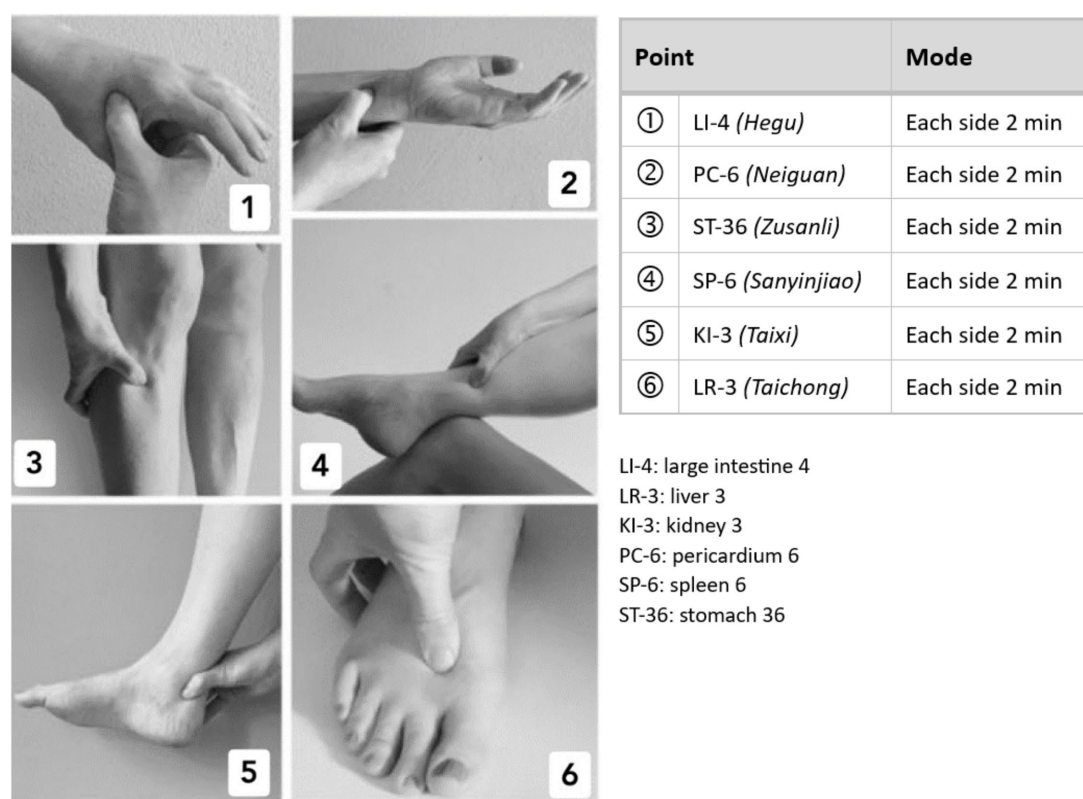 1
2
3
4
5
6
Point Mode
① LI-4 (Hegu) Each side 2 min
② PC-6 (Neiguan) Each side 2 min
③ ST-36 (Zusanli) Each side 2 min
④ SP-6 (Sanyinjiao) Each side 2 min
⑤ KI-3 (Taixi) Each side 2 min
⑥ LR-3 (Taichong) Each side 2 min
LI-4: large intestine 4
LR-3: liver 3
KI-3: kidney 3
PC-6: pericardium 6
SP-6: spleen 6
ST-36: stomach 36